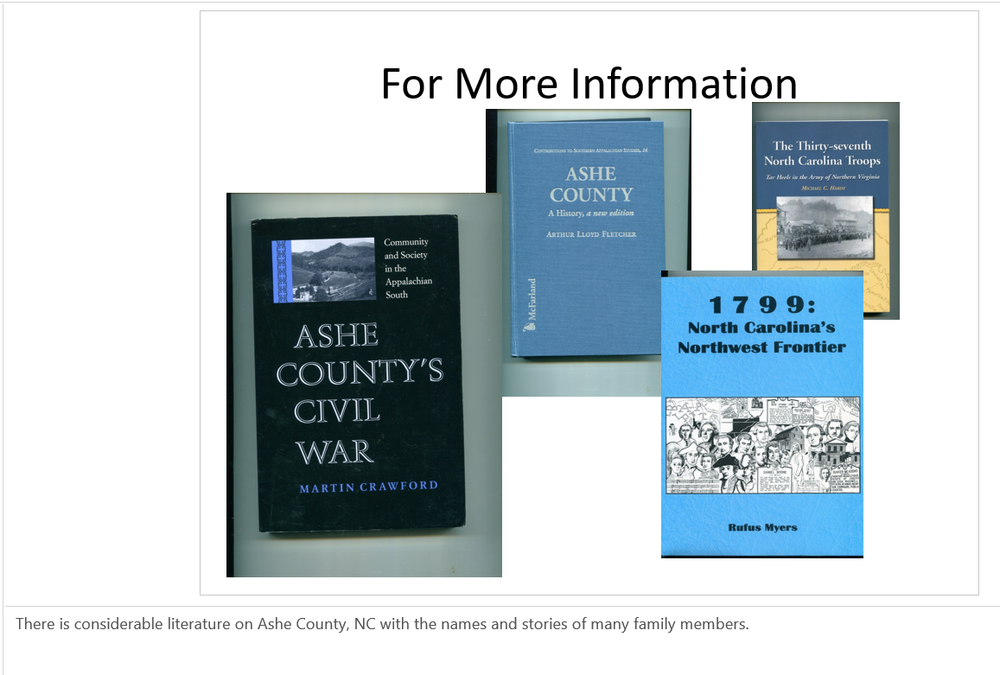 For More Information
Community
and Society
in the
Appalachian
South
ASHE
COUNTY'S
CIVIL
WAR
MARTIN CRAWFORD
CONTRIBUTIONS TO SOUTHERN APPALACHIAN STUDIES, 16
ASHE
COUNTY
A History, a new edition
ARTHUR LLOYD FLETCHER
McFarland
The Thirty-seventh
North Carolina Troops
Tar Heels in the Army of Northern Virginia
MICHAEL C. HARDY
1799:
North Carolina's
Northwest Frontier
DANIEL BOONE
Rufus Myers
There is considerable literature on Ashe County, NC with the names and stories of many family members.